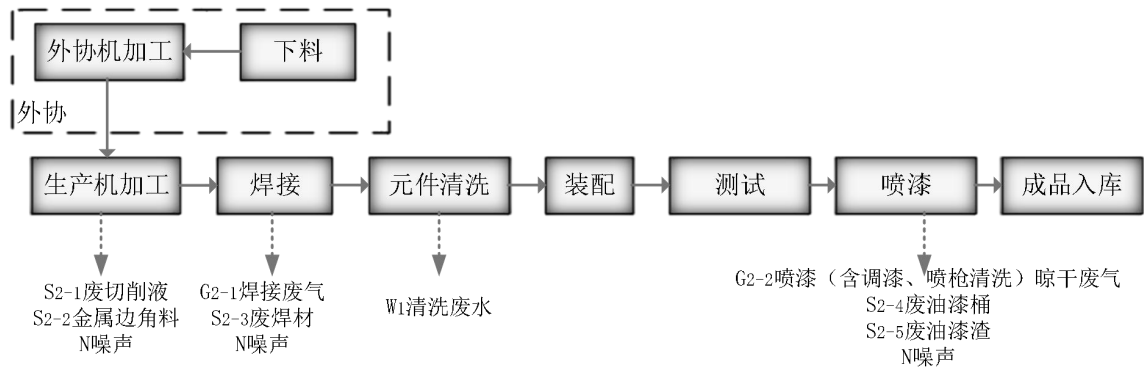 外协机加工
下料
外协
生产机加工
焊接
元件清洗
装配
测试
喷漆
成品入库
S2-1废切削液
S2-2金属边角料
N噪声
G2-1焊接废气
S2-3废焊材
N噪声
W1清洗废水
G2-2喷漆（含调漆、喷枪清洗）晾干废气
S2-4废油漆桶
S2-5废油漆渣
N噪声